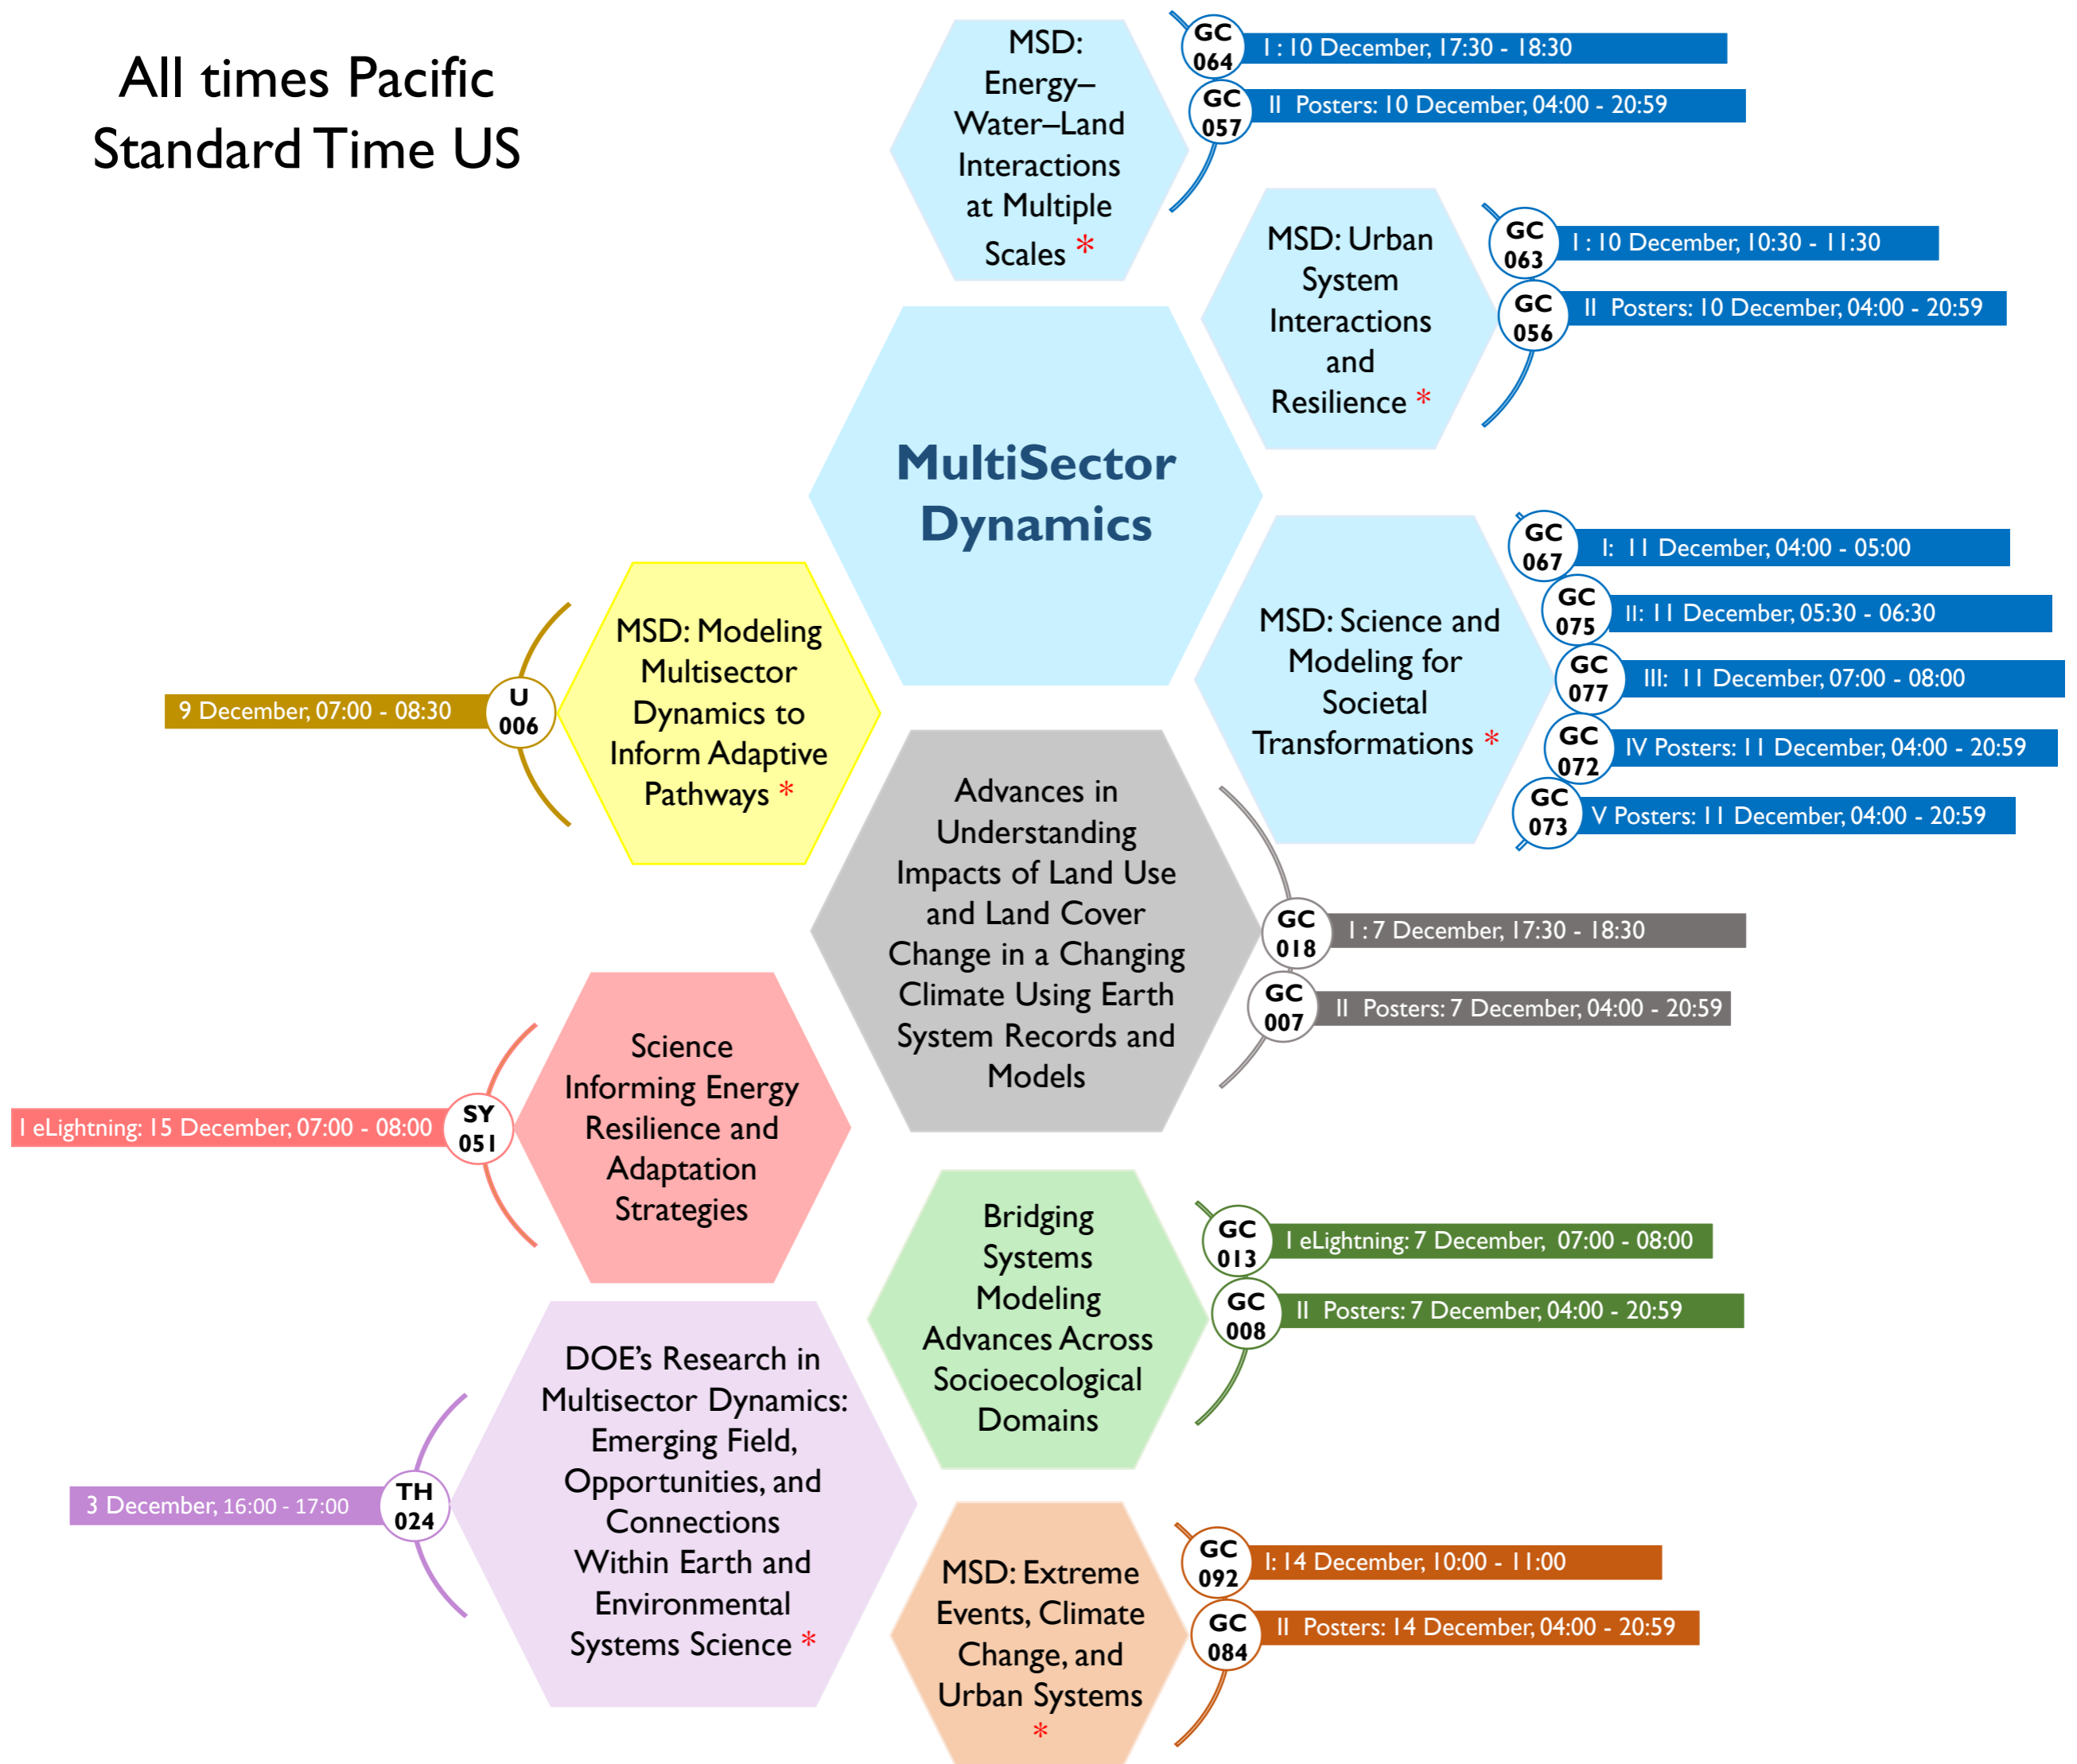 All times Pacific
Standard Time US
MSD:
Energy–
Water–Land
Interactions
at Multiple
Scales *
GC
064
I : 10 December, 17:30 - 18:30
GC
057
II Posters: 10 December, 04:00 - 20:59
MSD: Urban
System
Interactions
and
Resilience *
GC
063
I : 10 December, 10:30 - 11:30
GC
056
II Posters: 10 December, 04:00 - 20:59
MultiSector
Dynamics
MSD: Science and
Modeling for
Societal
Transformations *
GC
067
I: 11 December, 04:00 - 05:00
GC
075
II: 11 December, 05:30 - 06:30
GC
077
III: 11 December, 07:00 - 08:00
GC
072
IV Posters: 11 December, 04:00 - 20:59
GC
073
V Posters: 11 December, 04:00 - 20:59
MSD: Modeling
Multisector
Dynamics to
Inform Adaptive
Pathways *
U
006
9 December, 07:00 - 08:30
Advances in
Understanding
Impacts of Land Use
and Land Cover
Change in a Changing
Climate Using Earth
System Records and
Models
GC
018
I : 7 December, 17:30 - 18:30
GC
007
II Posters: 7 December, 04:00 - 20:59
Science
Informing Energy
Resilience and
Adaptation
Strategies
SY
051
I eLightning: 15 December, 07:00 - 08:00
Bridging
Systems
Modeling
Advances Across
Socioecological
Domains
GC
013
I eLightning: 7 December, 07:00 - 08:00
GC
008
II Posters: 7 December, 04:00 - 20:59
DOE’s Research in
Multisector Dynamics:
Emerging Field,
Opportunities, and
Connections
Within Earth and
Environmental
Systems Science *
TH
024
3 December, 16:00 - 17:00
MSD: Extreme
Events, Climate
Change, and
Urban Systems
*
GC
092
I: 14 December, 10:00 - 11:00
GC
084
II Posters: 14 December, 04:00 - 20:59